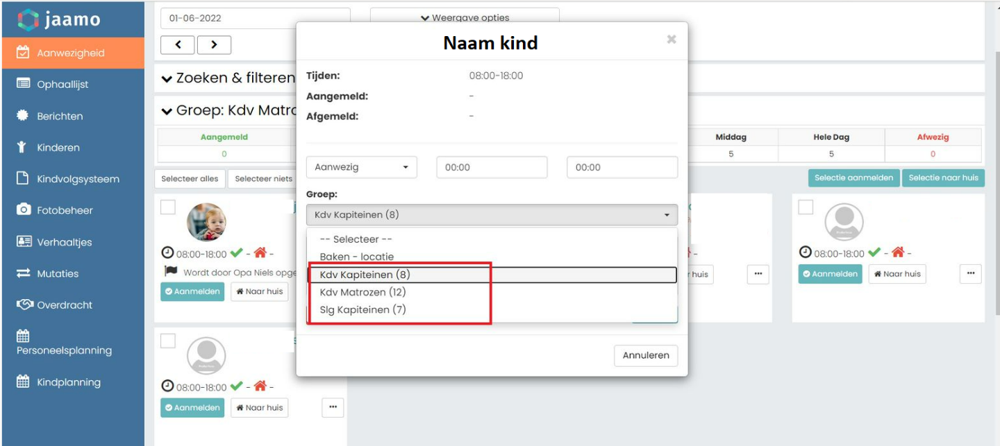 jaamo
Aanwezigheid
Ophaallijst
Berichten
Kinderen
Kindvolgsysteem
Fotobeheer
Verhaaltjes
Mutaties
Overdracht
Personeelsplanning
Kindplanning
01-06-2022
Weergave opties
Zoeken & filteren
Groep: Kdv Matro
Aangemeld
0
Middag Hele Dag Afwezig
5 5 0
Selecteer alles Selecteer niets
Selectie aanmelden Selectie naar huis
08:00-18:00 - -
Wordt door Opa Niels opge
Aanmelden Naar huis
huis ...
08:00-18:00 - -
Aanmelden Naar huis ...
08:00-18:00 - -
Aanmelden Naar huis ...
Naam kind ×
Tijden: 08:00-18:00
Aangemeld: -
Afgemeld: -
Aanwezig 00:00 00:00
Groep:
Kdv Kapiteinen (8)
-- Selecteer --
Baken - locatie
Kdv Kapiteinen (8)
Kdv Matrozen (12)
Slg Kapiteinen (7)
Annuleren